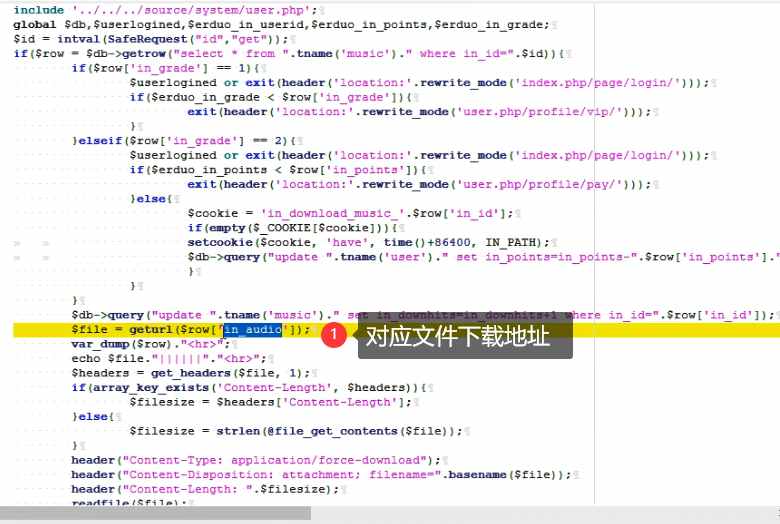 include '../../../source/system/user.php';
global $db,$userlogined,$erduo_in_userid,$erduo_in_points,$erduo_in_grade;
$id = intval(SafeRequest("id","get"));
if($row = $db->getrow("select * from ".tname('music')." where in_id=".$id)){
if($row['in_grade'] == 1){
$userlogined or exit(header('location:'.rewrite_mode('index.php/page/login/')));
if($erduo_in_grade < $row['in_grade']){
exit(header('location:'.rewrite_mode('user.php/profile/vip/')));
}
}elseif($row['in_grade'] == 2){
$userlogined or exit(header('location:'.rewrite_mode('index.php/page/login/')));
if($erduo_in_points < $row['in_points']){
exit(header('location:'.rewrite_mode('user.php/profile/pay/')));
}else{
$cookie = 'in_download_music_'.$row['in_id'];
if(empty($_COOKIE[$cookie])){
setcookie($cookie, 'have', time()+86400, IN_PATH);
$db->query("update ".tname('user')." set in_points=in_points-".$row['in_points']."
}
}
}
$db->query("update ".tname('music')." set in_downhits=in_downhits+1 where in_id=".$row['in_id']);
$file = geturl($row['in_audio']); 1 对应文件下载地址
var_dump($row)."<hr>";
echo $file."||||||"."<hr>";
$headers = get_headers($file, 1);
if(array_key_exists('Content-Length', $headers)){
$filesize = $headers['Content-Length'];
}else{
$filesize = strlen(@file_get_contents($file));
}
header("Content-Type: application/force-download");
header("Content-Disposition: attachment; filename=".basename($file));
header("Content-Length: ".$filesize);
readfile($file);